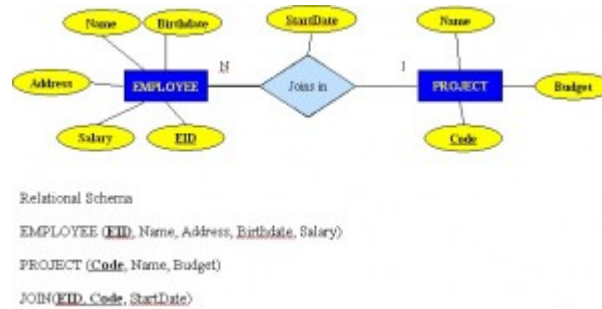 Name
Birthdate
StartDate
Name
Address
EMPLOYEE
N
Joins in
1
PROJECT
Budget
Salary
EID
Code
Relational Schema
EMPLOYEE (EID, Name, Address, Birthdate, Salary)
PROJECT (Code, Name, Budget)
JOIN(EID, Code, StartDate)